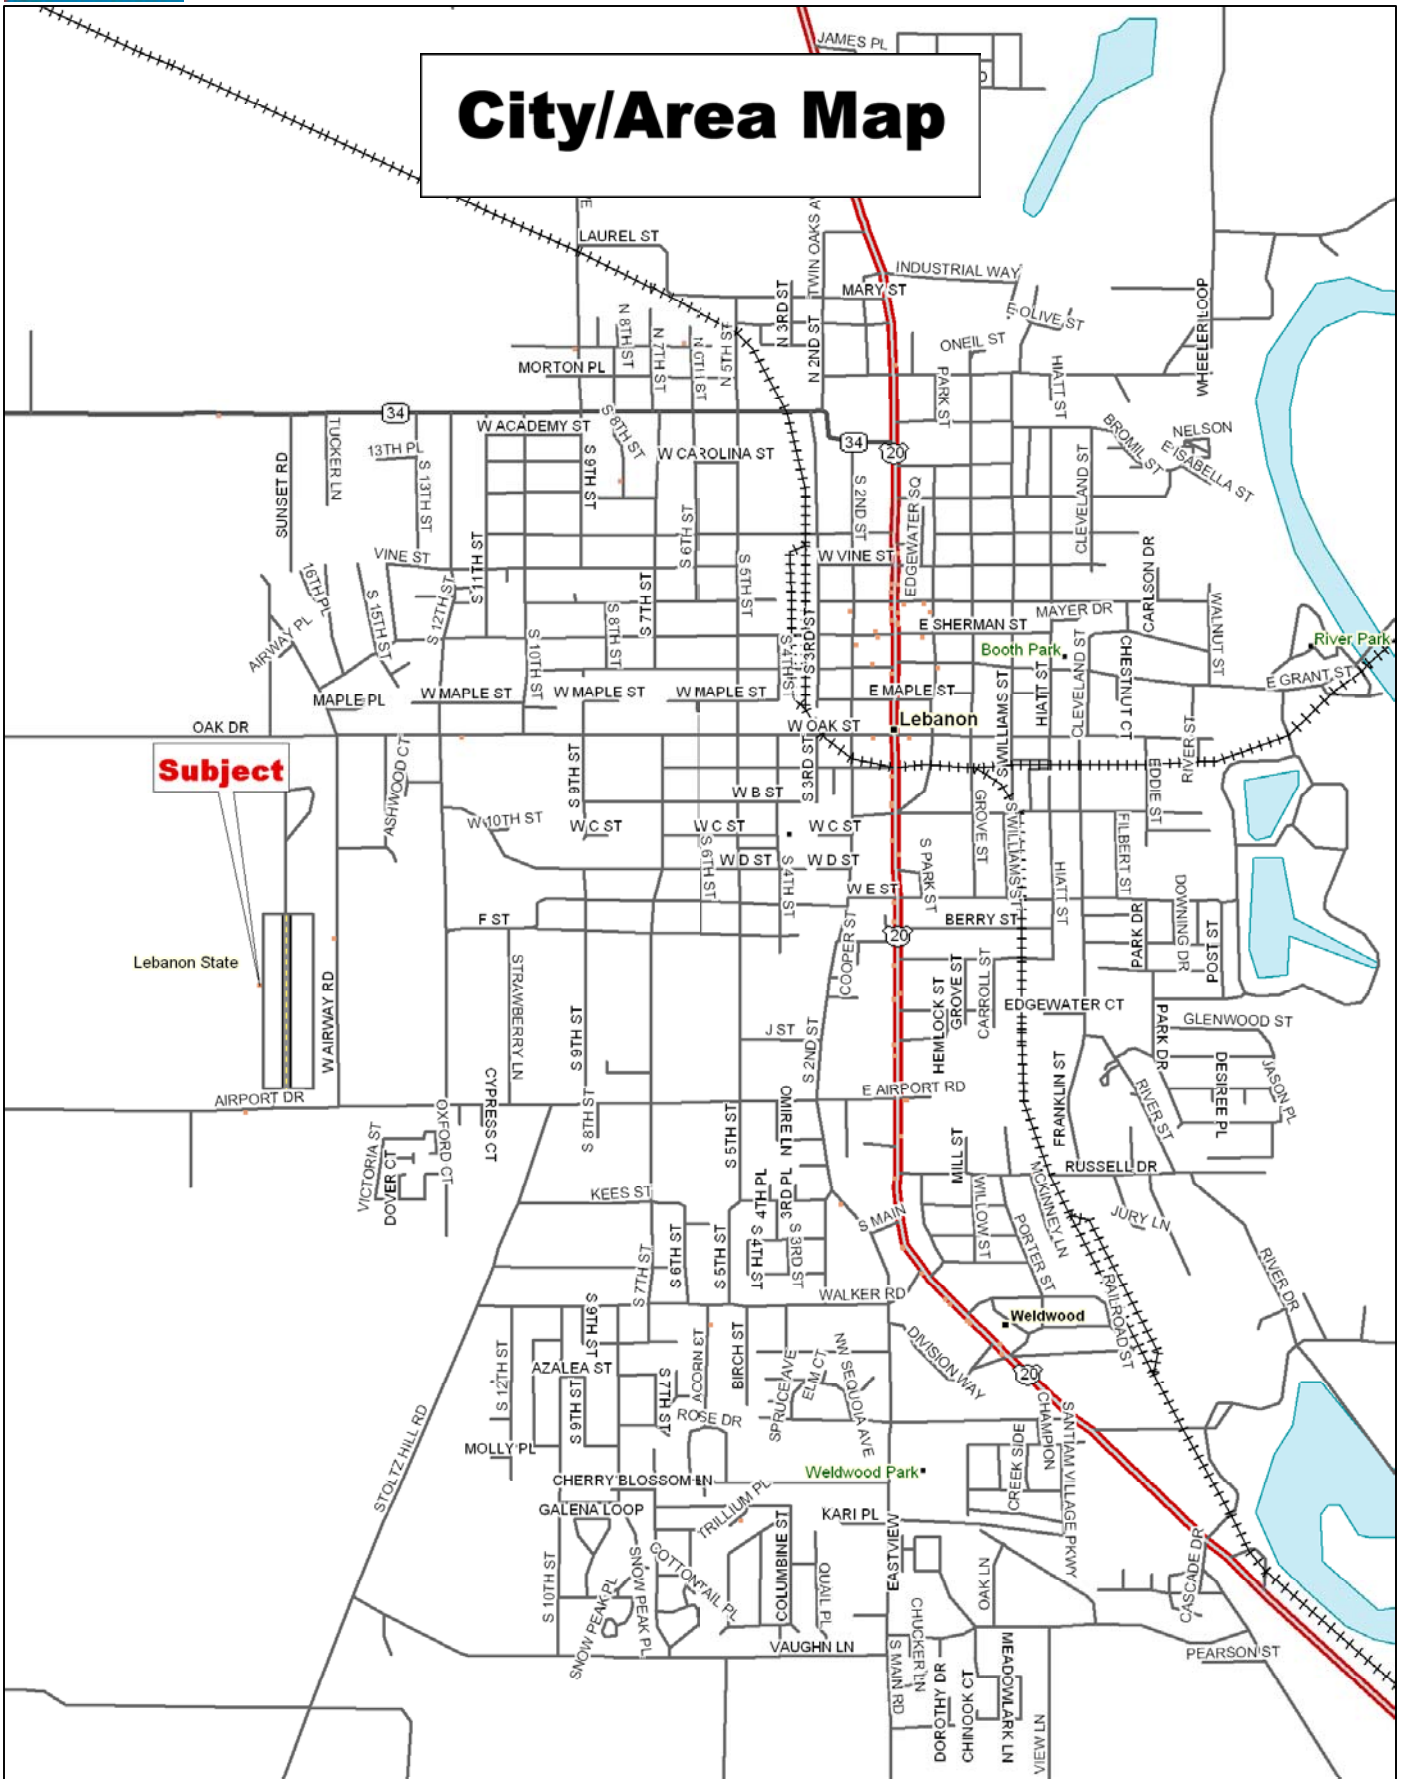 JAMES PL
City/Area Map
LAUREL ST
TWIN OAKS
INDUSTRIAL WAY
MARY ST
N 3RD ST
N 2ND ST
E OLIVE ST
ONEIL ST
WHEELER LOOP
N 8TH ST
N 7TH ST
N 6TH ST
N 5TH ST
MORTON PL
PARK ST
HIATT ST
34
W ACADEMY ST
S 8TH ST
34
20
BROMIL ST
NELSON
E ISABELLA ST
TUCKER LN
13TH PL
SUNSET RD
S 13TH ST
S 9TH ST
W CAROLINA ST
S 2ND ST
EDGEWATER SQ
CLEVELAND ST
S 6TH ST
VINE ST
S 11TH ST
W VINE ST
S 5TH ST
CARLSON DR
16TH PL
S 15TH ST
S 12TH ST
S 7TH ST
S 8TH ST
MAYER DR
WALNUT ST
AIRWAY PL
S 10TH ST
S 4TH ST
S 3RD ST
E SHERMAN ST
Booth Park
River Park
CHESTNUT CT
CLEVELAND ST
HIATT ST
S WILLIAMS ST
E GRANT ST
MAPLE PL
W MAPLE ST
W MAPLE ST
W MAPLE ST
E MAPLE ST
OAK DR
W OAK ST
Lebanon
RIVER ST
Subject
ASHWOOD CT
S 9TH ST
S 3RD ST
W B ST
EDDIE ST
GROVE ST
S WILLIAMS ST
W 10TH ST
W C ST
W C ST
W C ST
FILBERT ST
W D ST
W D ST
S 6TH ST
S 4TH ST
S PARK ST
HIATT ST
W E ST
DOWNING DR
F ST
BERRY ST
20
COOPER ST
PARK DR
POST ST
Lebanon State
W AIRWAY RD
STRAWBERRY LN
S 9TH ST
HEMLOCK ST
GROVE ST
CARROLL ST
EDGEWATER CT
J ST
S 2ND ST
PARK DR
GLENWOOD ST
AIRPORT DR
E AIRPORT RD
FRANKLIN ST
RIVER ST
DESIREE PL
JASON PL
CYPRESS CT
OXFORD CT
S 8TH ST
S 5TH ST
OMIRE LN
VICTORIA ST
DOVER CT
MILL ST
RUSSELL DR
KEES ST
4TH PL
3RD PL
S MAIN
WILLOW ST
MCKINNEY LN
JURY LN
PORTER ST
S 7TH ST
S 6TH ST
S 5TH ST
S 4TH ST
S 3RD ST
RIVER DR
WALKER RD
RAILROAD ST
Weldwood
S 9TH ST
DIVISION WAY
S 12TH ST
AZALEA ST
ACORN ST
BIRCH ST
SPRUCE AVE
ELM CT
NW SEQUOIA AVE
20
S 9TH ST
S 7TH ST
ROSE DR
CHAMPION
SANTIAM VILLAGE PKWY
STOLTZ HILL RD
MOLLY PL
CREEK SIDE
Weldwood Park
CHERRY BLOSSOM LN
GALENA LOOP
TRILLIUM PL
KARI PL
COLUMBINE ST
EASTVIEW
SNOW PEAK PL
COTTONTAIL PL
QUAIL PL
OAK LN
CASCADE DR
S 10TH ST
SNOW PEAK PL
CHUCKER LN
VAUGHN LN
S MAIN RD
DOROTHY DR
CHINOOK CT
MEADOWLARK LN
VIEW LN
PEARSON ST